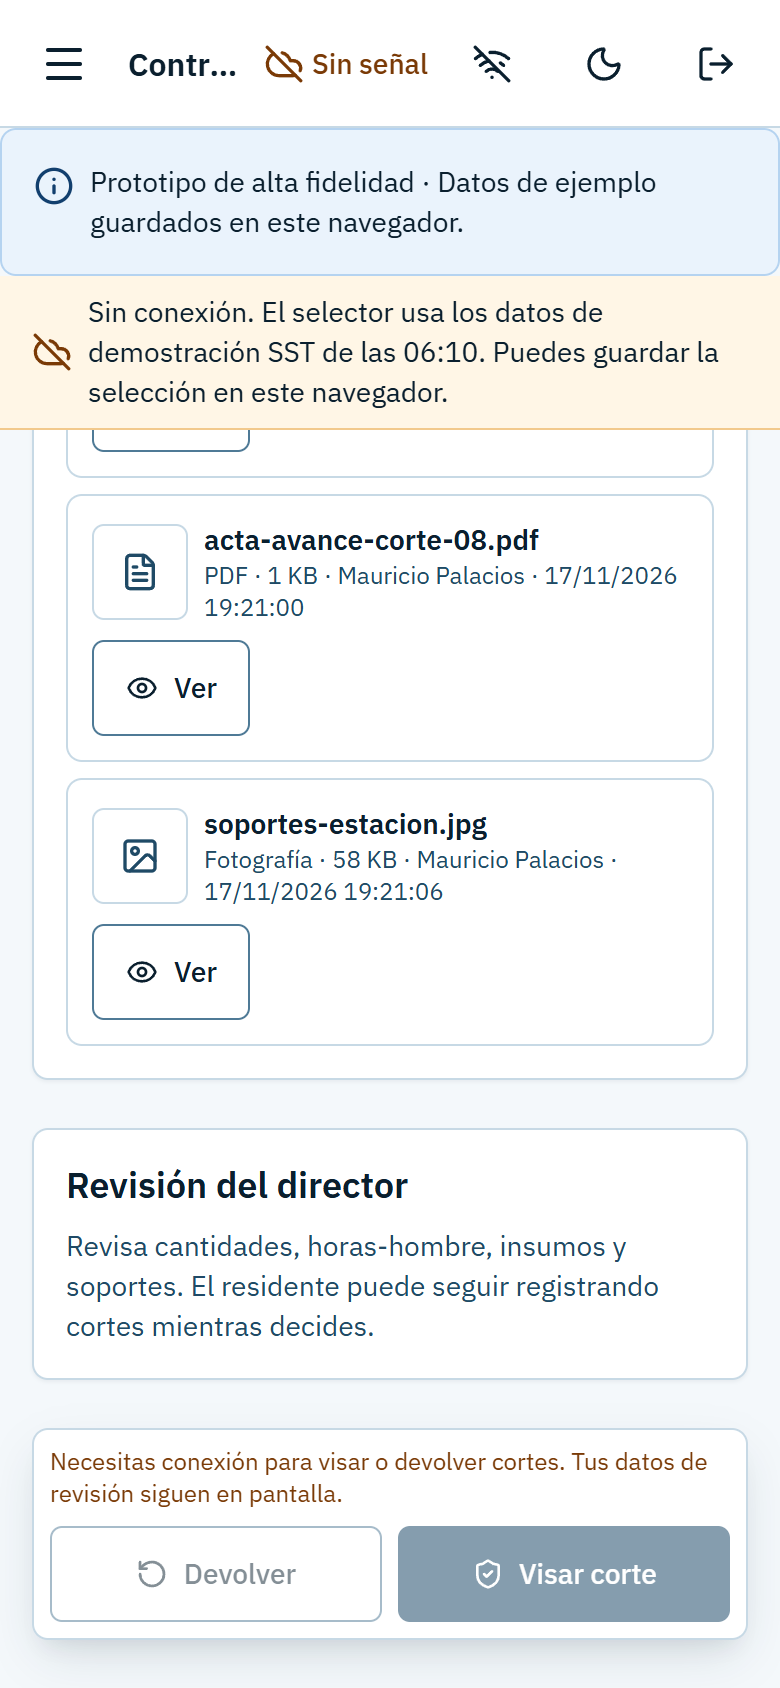 Contr...
Sin señal
Prototipo de alta fidelidad · Datos de ejemplo
guardados en este navegador.
Sin conexión. El selector usa los datos de
demostración SST de las 06:10. Puedes guardar la
selección en este navegador.
acta-avance-corte-08.pdf
PDF · 1 KB · Mauricio Palacios · 17/11/2026
19:21:00
Ver
soportes-estacion.jpg
Fotografía · 58 KB · Mauricio Palacios ·
17/11/2026 19:21:06
Ver
Revisión del director
Revisa cantidades, horas-hombre, insumos y
soportes. El residente puede seguir registrando
cortes mientras decides.
Necesitas conexión para visar o devolver cortes. Tus datos de
revisión siguen en pantalla.
Devolver
Visar corte